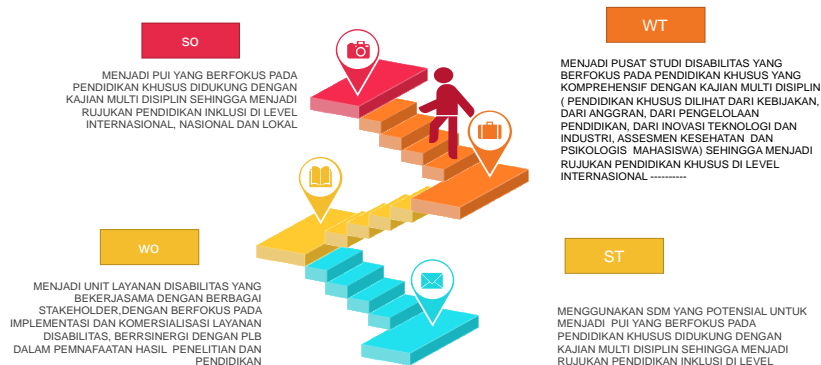 so
MENJADI PUI YANG BERFOKUS PADA
PENDIDIKAN KHUSUS DIDUKUNG DENGAN
KAJIAN MULTI DISIPLIN SEHINGGA MENJADI
RUJUKAN PENDIDIKAN INKLUSI DI LEVEL
INTERNASIONAL, NASIONAL DAN LOKAL
WT
MENJADI PUSAT STUDI DISABILITAS YANG
BERFOKUS PADA PENDIDIKAN KHUSUS YANG
KOMPREHENSIF DENGAN KAJIAN MULTI DISIPLIN
( PENDIDIKAN KHUSUS DILIHAT DARI KEBIJAKAN,
DARI ANGGRAN, DARI PENGELOLAAN
PENDIDIKAN, DARI INOVASI TEKNOLOGI DAN
INDUSTRI, ASSESMEN KESEHATAN DAN
PSIKOLOGIS MAHASISWA) SEHINGGA MENJADI
RUJUKAN PENDIDIKAN KHUSUS DI LEVEL
INTERNASIONAL ----------
wo
MENJADI UNIT LAYANAN DISABILITAS YANG
BEKERJASAMA DENGAN BERBAGAI
STAKEHOLDER,DENGAN BERFOKUS PADA
IMPLEMENTASI DAN KOMERSIALISASI LAYANAN
DISABILITAS, BERRSINERGI DENGAN PLB
DALAM PEMNAFAATAN HASIL PENELITIAN DAN
PENDIDIKAN
ST
MENGGUNAKAN SDM YANG POTENSIAL UNTUK
MENJADI PUI YANG BERFOKUS PADA
PENDIDIKAN KHUSUS DIDUKUNG DENGAN
KAJIAN MULTI DISIPLIN SEHINGGA MENJADI
RUJUKAN PENDIDIKAN INKLUSI DI LEVEL